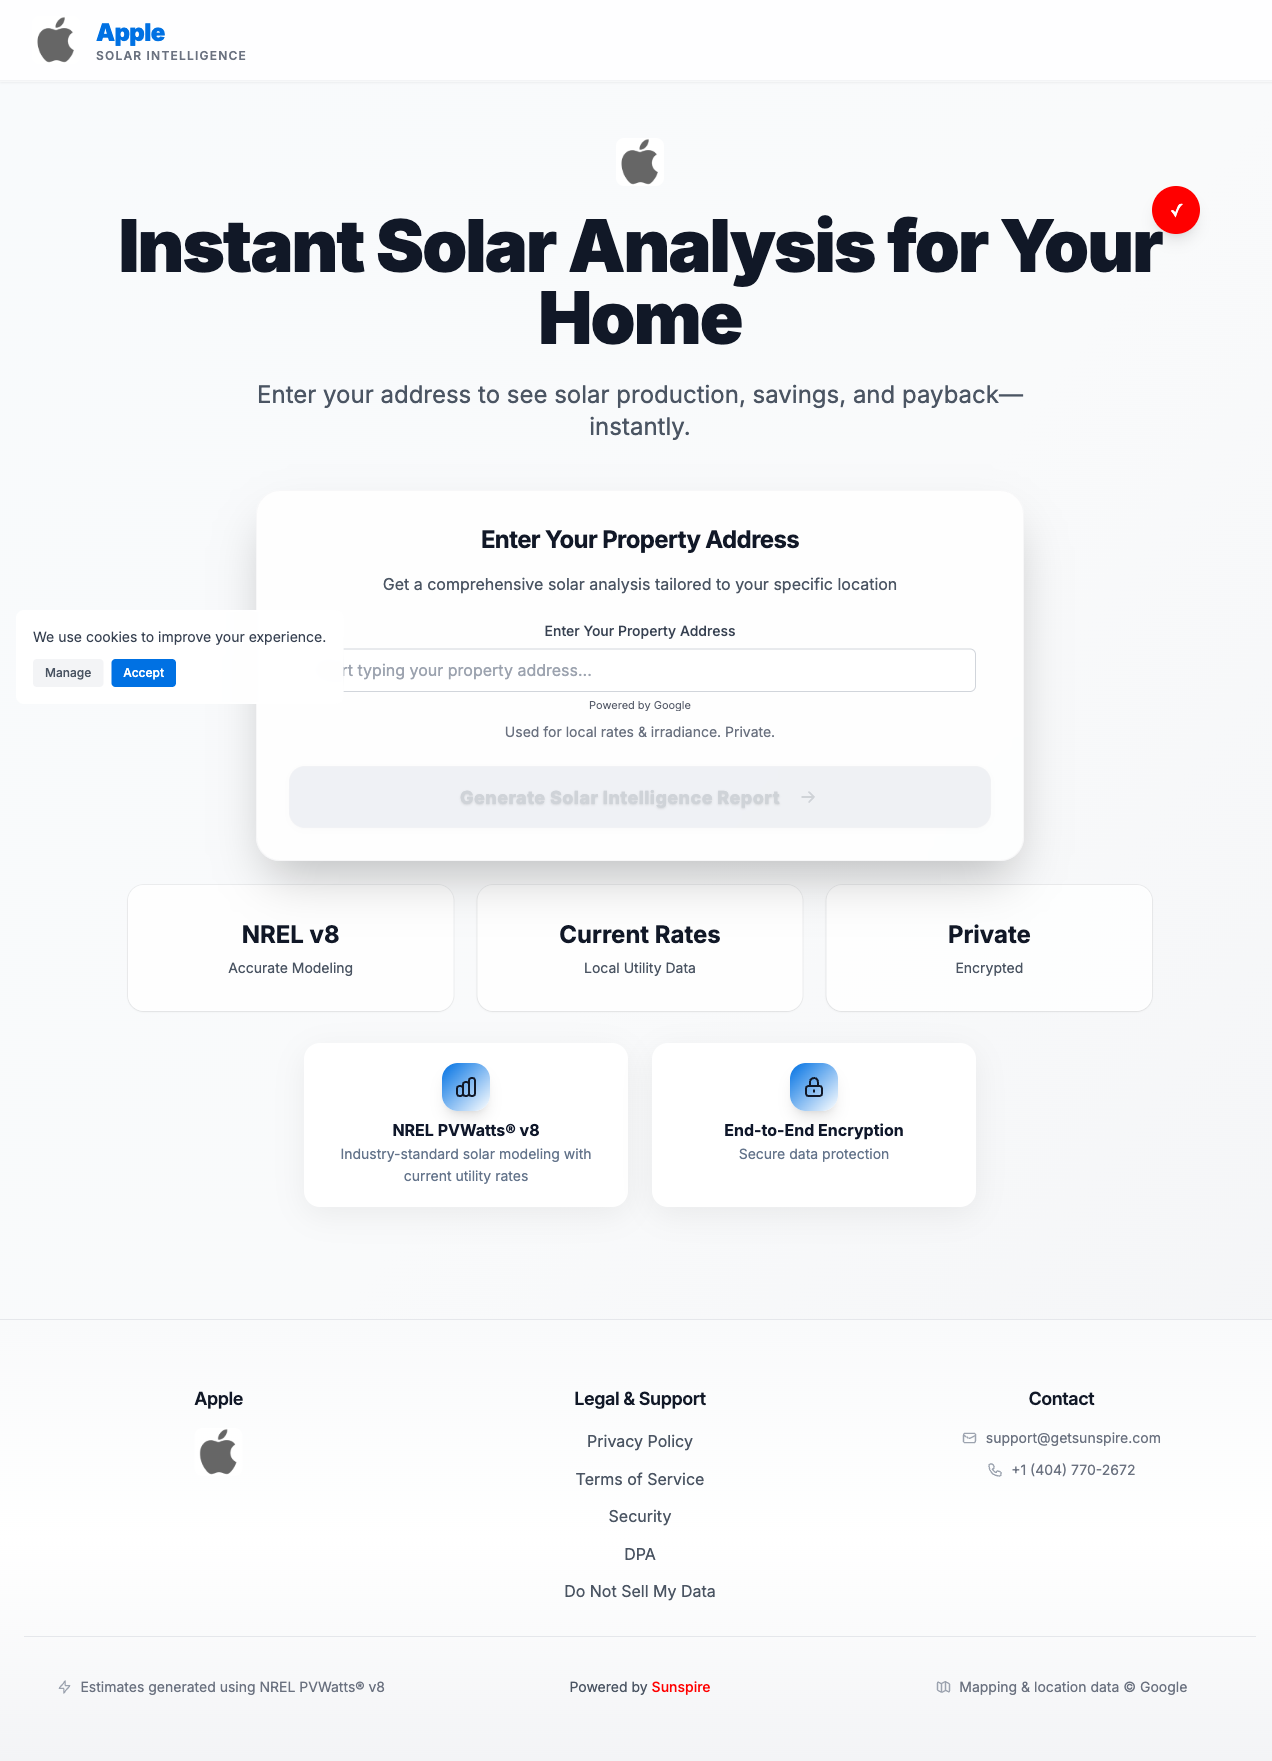 Apple
SOLAR INTELLIGENCE
✓
Instant Solar Analysis for Your
Home
Enter your address to see solar production, savings, and payback—
instantly.
Enter Your Property Address
Get a comprehensive solar analysis tailored to your specific location
We use cookies to improve your experience.
Manage
Accept
Enter Your Property Address
rt typing your property address...
Powered by Google
Used for local rates & irradiance. Private.
Generate Solar Intelligence Report →
NREL v8
Accurate Modeling
Current Rates
Local Utility Data
Private
Encrypted
NREL PVWatts® v8
Industry-standard solar modeling with
current utility rates
End-to-End Encryption
Secure data protection
Apple
Legal & Support
Privacy Policy
Terms of Service
Security
DPA
Do Not Sell My Data
Contact
support@getsunspire.com
+1 (404) 770-2672
Estimates generated using NREL PVWatts® v8
Powered by Sunspire
Mapping & location data © Google